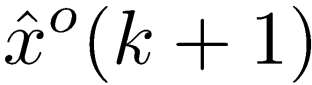 x̂ᵒ(k + 1)